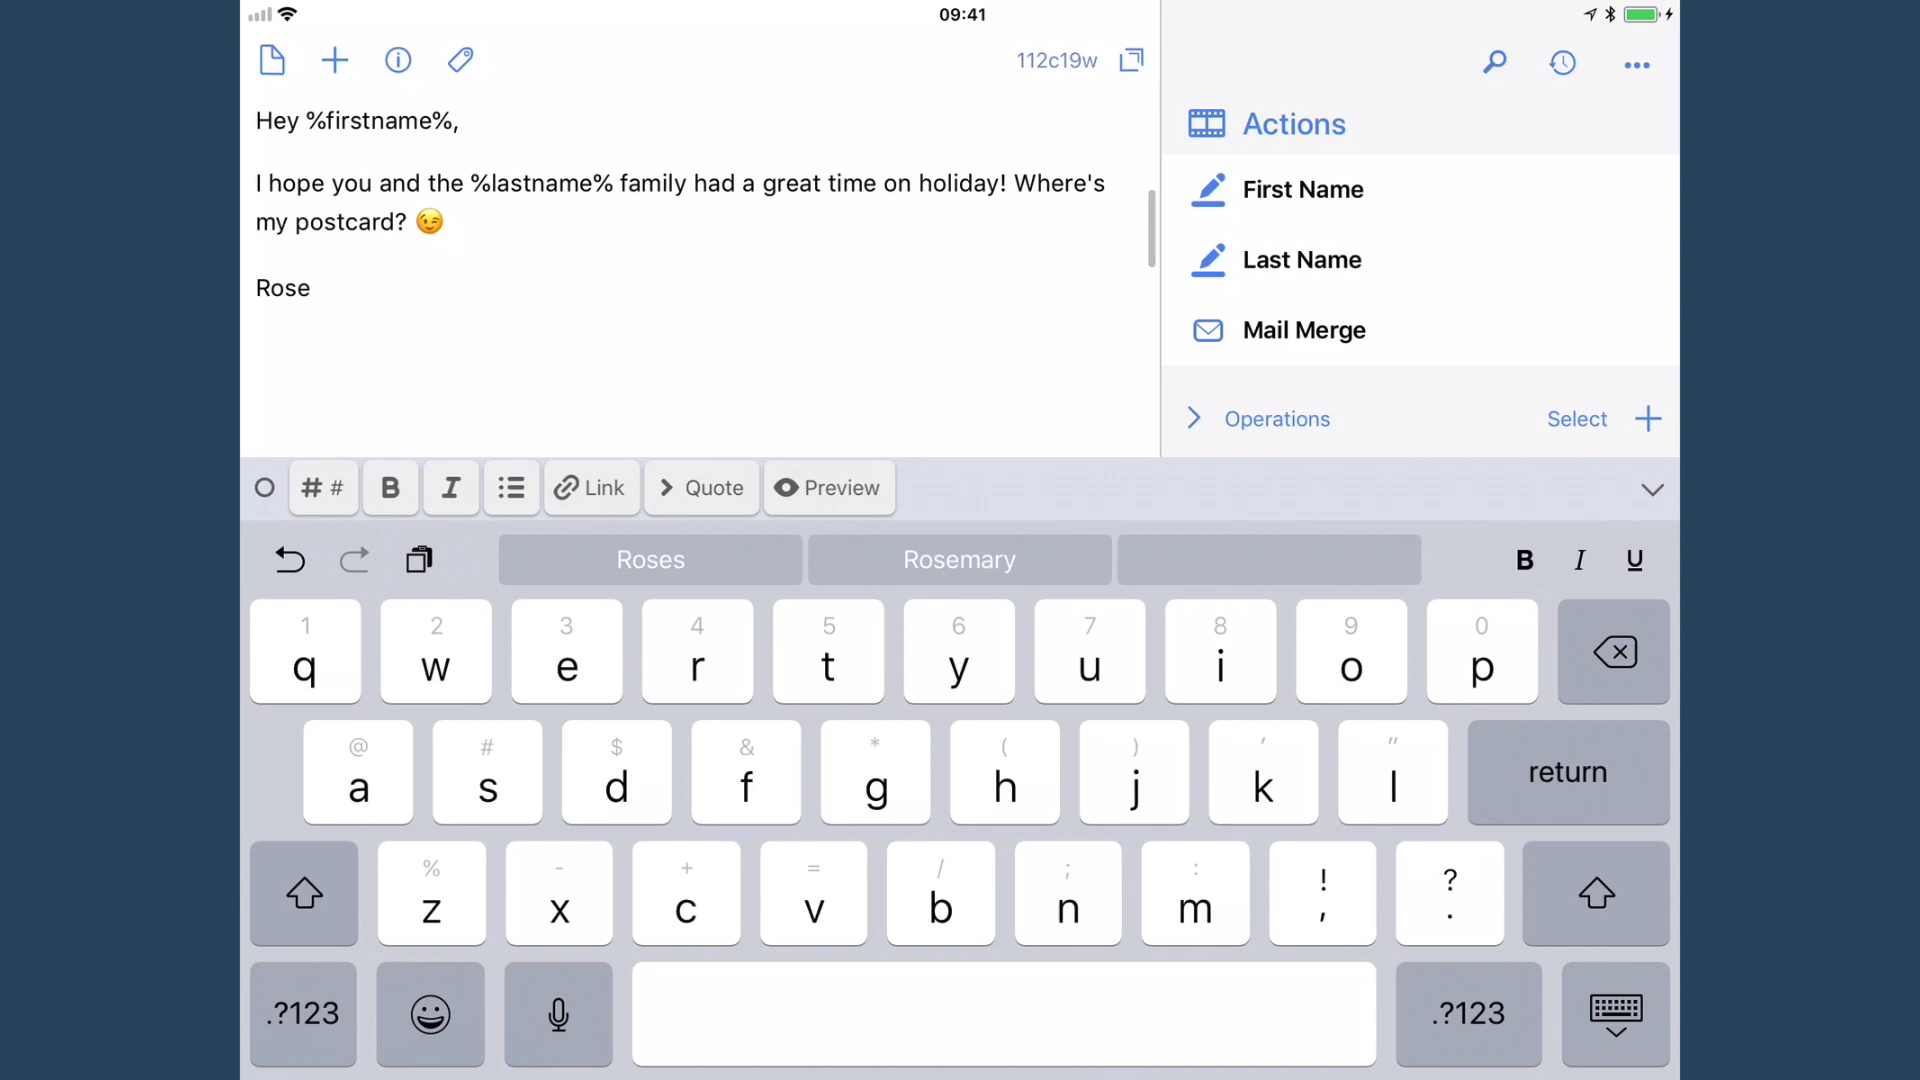 09:41
112c19w
Hey %firstname%,
I hope you and the %lastname% family had a great time on holiday! Where's
my postcard? 😉
Rose
Actions
First Name
Last Name
Mail Merge
Operations Select
# # B I Link Quote Preview
Roses Rosemary B I U
1 2 3 4 5 6 7 8 9 0
q w e r t y u i o p
@ # $ & * ( ) ' "
a s d f g h j k l return
% - + = / ; : ! ?
z x c v b n m , .
.?123 .?123